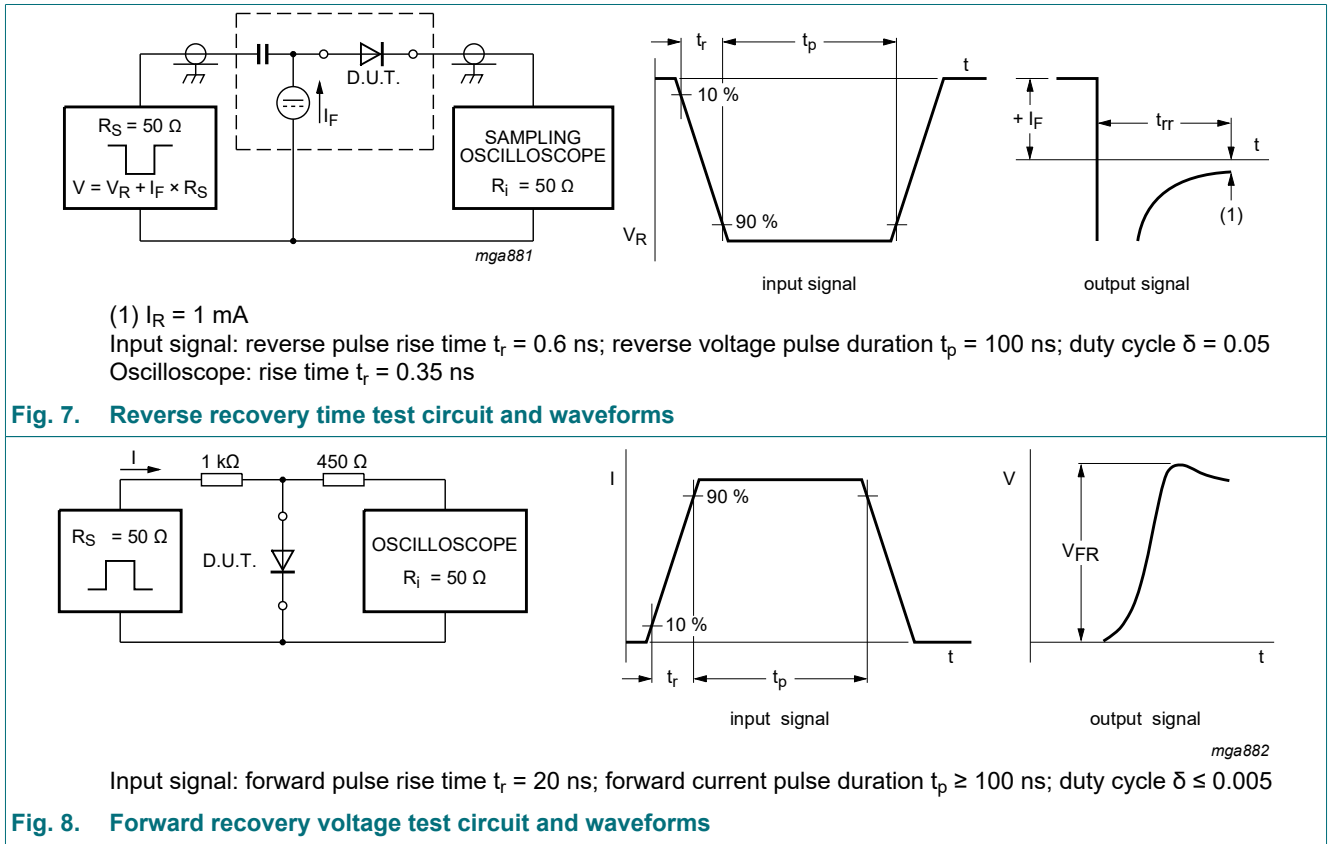 D.U.T.
I_F
R_S = 50 Ω
V = V_R + I_F × R_S
SAMPLING
OSCILLOSCOPE
R_i = 50 Ω
mga881
t_r
t_p
t
10 %
90 %
V_R
input signal
+ I_F
t_rr
t
(1)
output signal
(1) I_R = 1 mA
Input signal: reverse pulse rise time t_r = 0.6 ns; reverse voltage pulse duration t_p = 100 ns; duty cycle δ = 0.05
Oscilloscope: rise time t_r = 0.35 ns
Fig. 7. Reverse recovery time test circuit and waveforms
I
1 kΩ
450 Ω
R_S = 50 Ω
D.U.T.
OSCILLOSCOPE
R_i = 50 Ω
I
90 %
10 %
t
t_r
t_p
input signal
V
V_FR
t
output signal
mga882
Input signal: forward pulse rise time t_r = 20 ns; forward current pulse duration t_p ≥ 100 ns; duty cycle δ ≤ 0.005
Fig. 8. Forward recovery voltage test circuit and waveforms